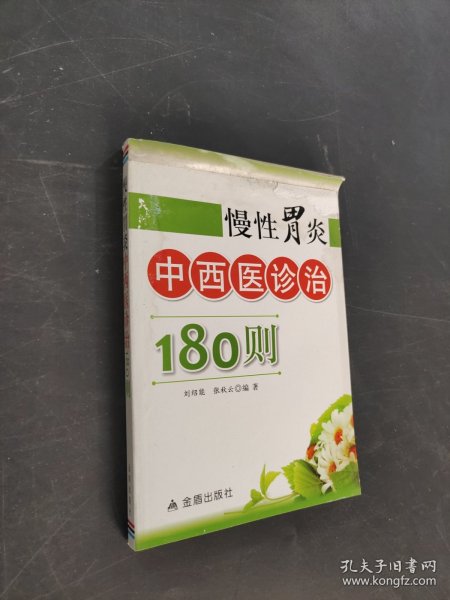 慢性胃炎
中西医诊治
180则
刘绍能 张秋云◎编著
金盾出版社
孔夫子旧书网
www.kongfz.com